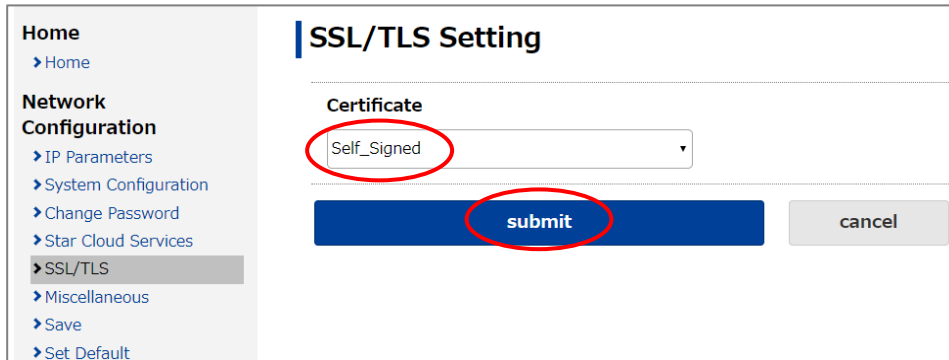 Home
Home
Network
Configuration
IP Parameters
System Configuration
Change Password
Star Cloud Services
SSL/TLS
Miscellaneous
Save
Set Default
SSL/TLS Setting
Certificate
Self_Signed
submit
cancel